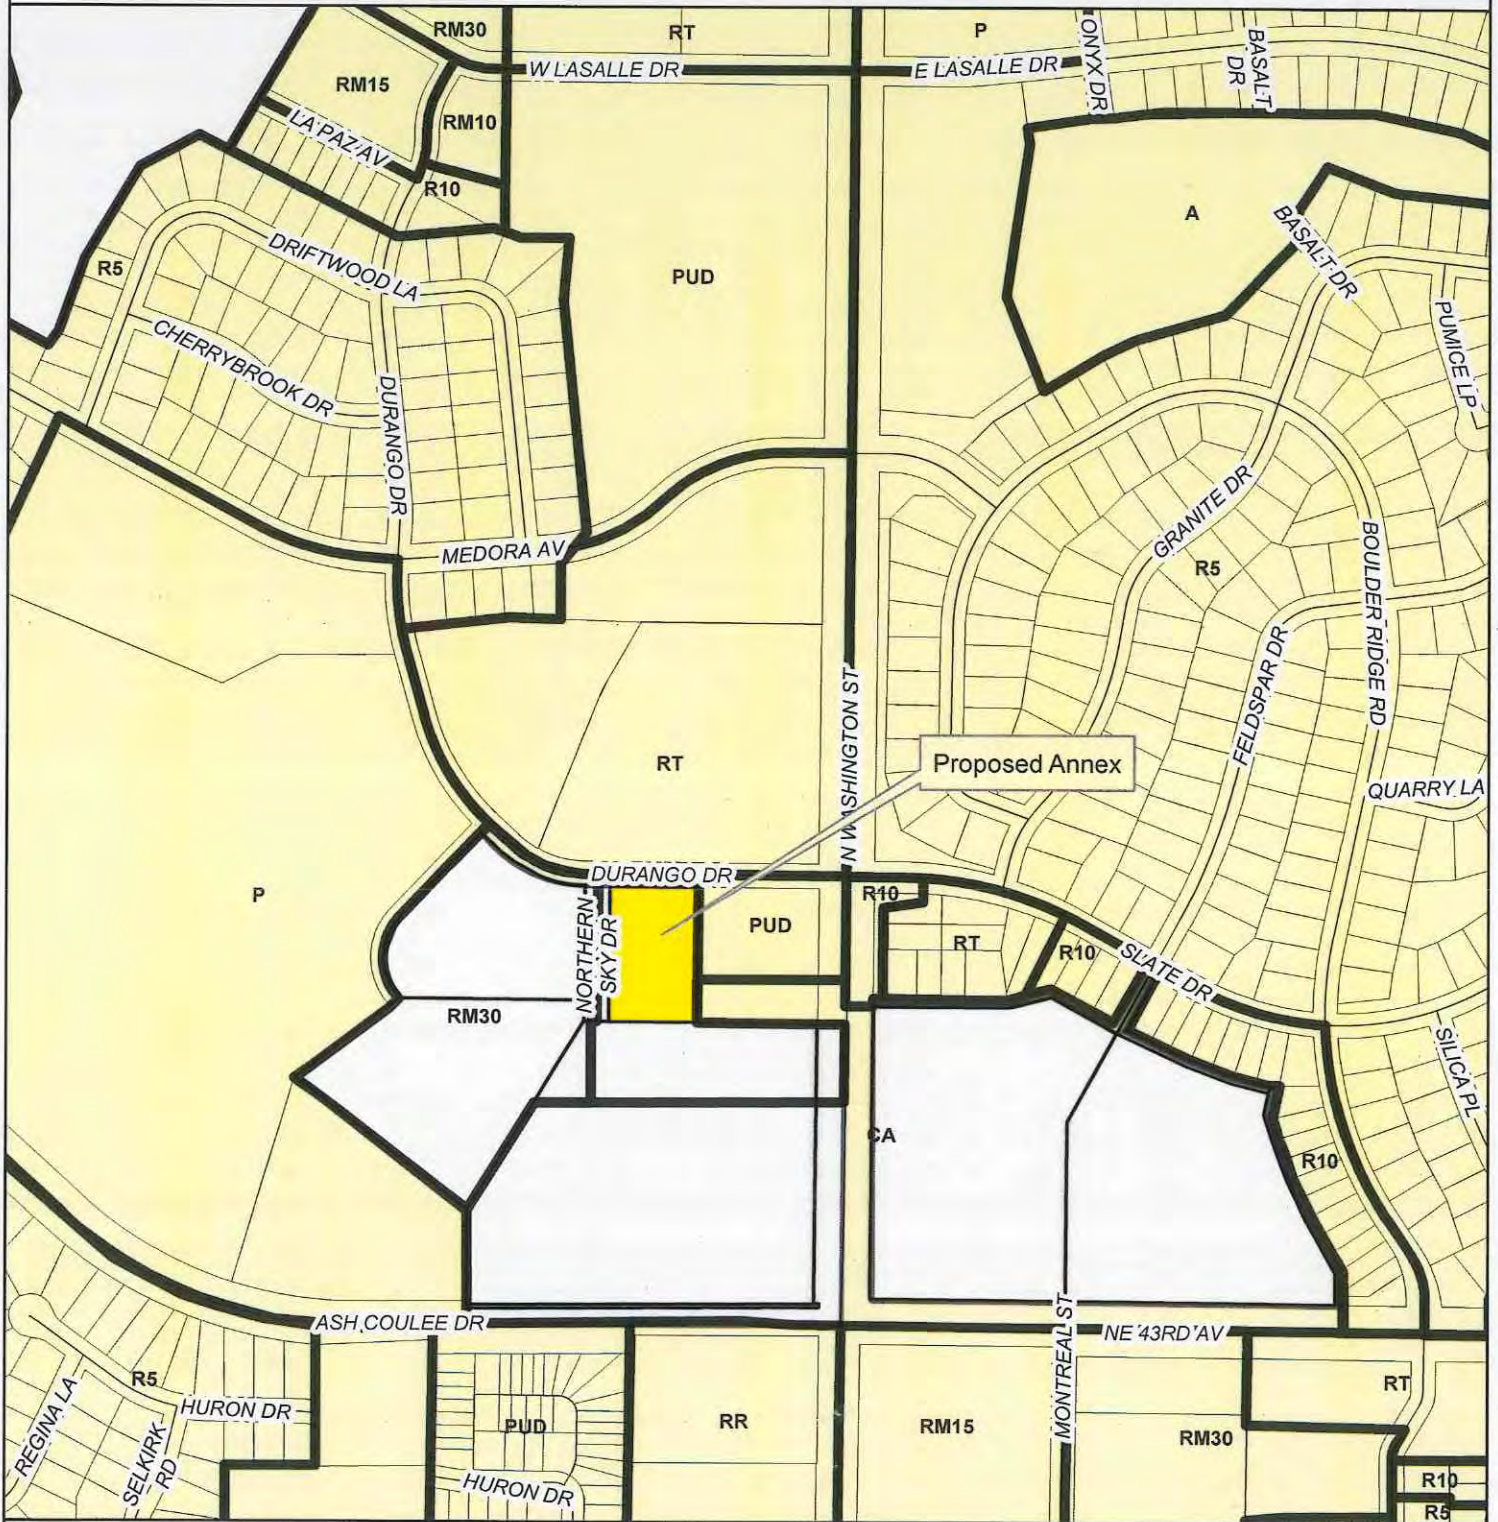 RM30
RT
P
ONYX DR
BASALT
DR
W LASALLE DR
E LASALLE DR
RM15
RM10
LA PAZ AV
R10
A
BASALT DR
DRIFTWOOD LA
R5
PUD
PUMICE LP
CHERRYBROOK DR
DURANGO DR
GRANITE DR
MEDORA AV
R5
BOULDER RIDGE RD
FELDSPAR DR
N WASHINGTON ST
RT
Proposed Annex
QUARRY LA
DURANGO DR
P
R10
NORTHERN
SKY DR
PUD
RT
R10
SLATE DR
RM30
SILICA PL
CA
R10
ASH COULEE DR
MONTREAL ST
NE 43RD AV
R5
RT
REGINA LA
HURON DR
SELKIRK
RD
PUD
RR
RM15
RM30
HURON DR
R10
R5